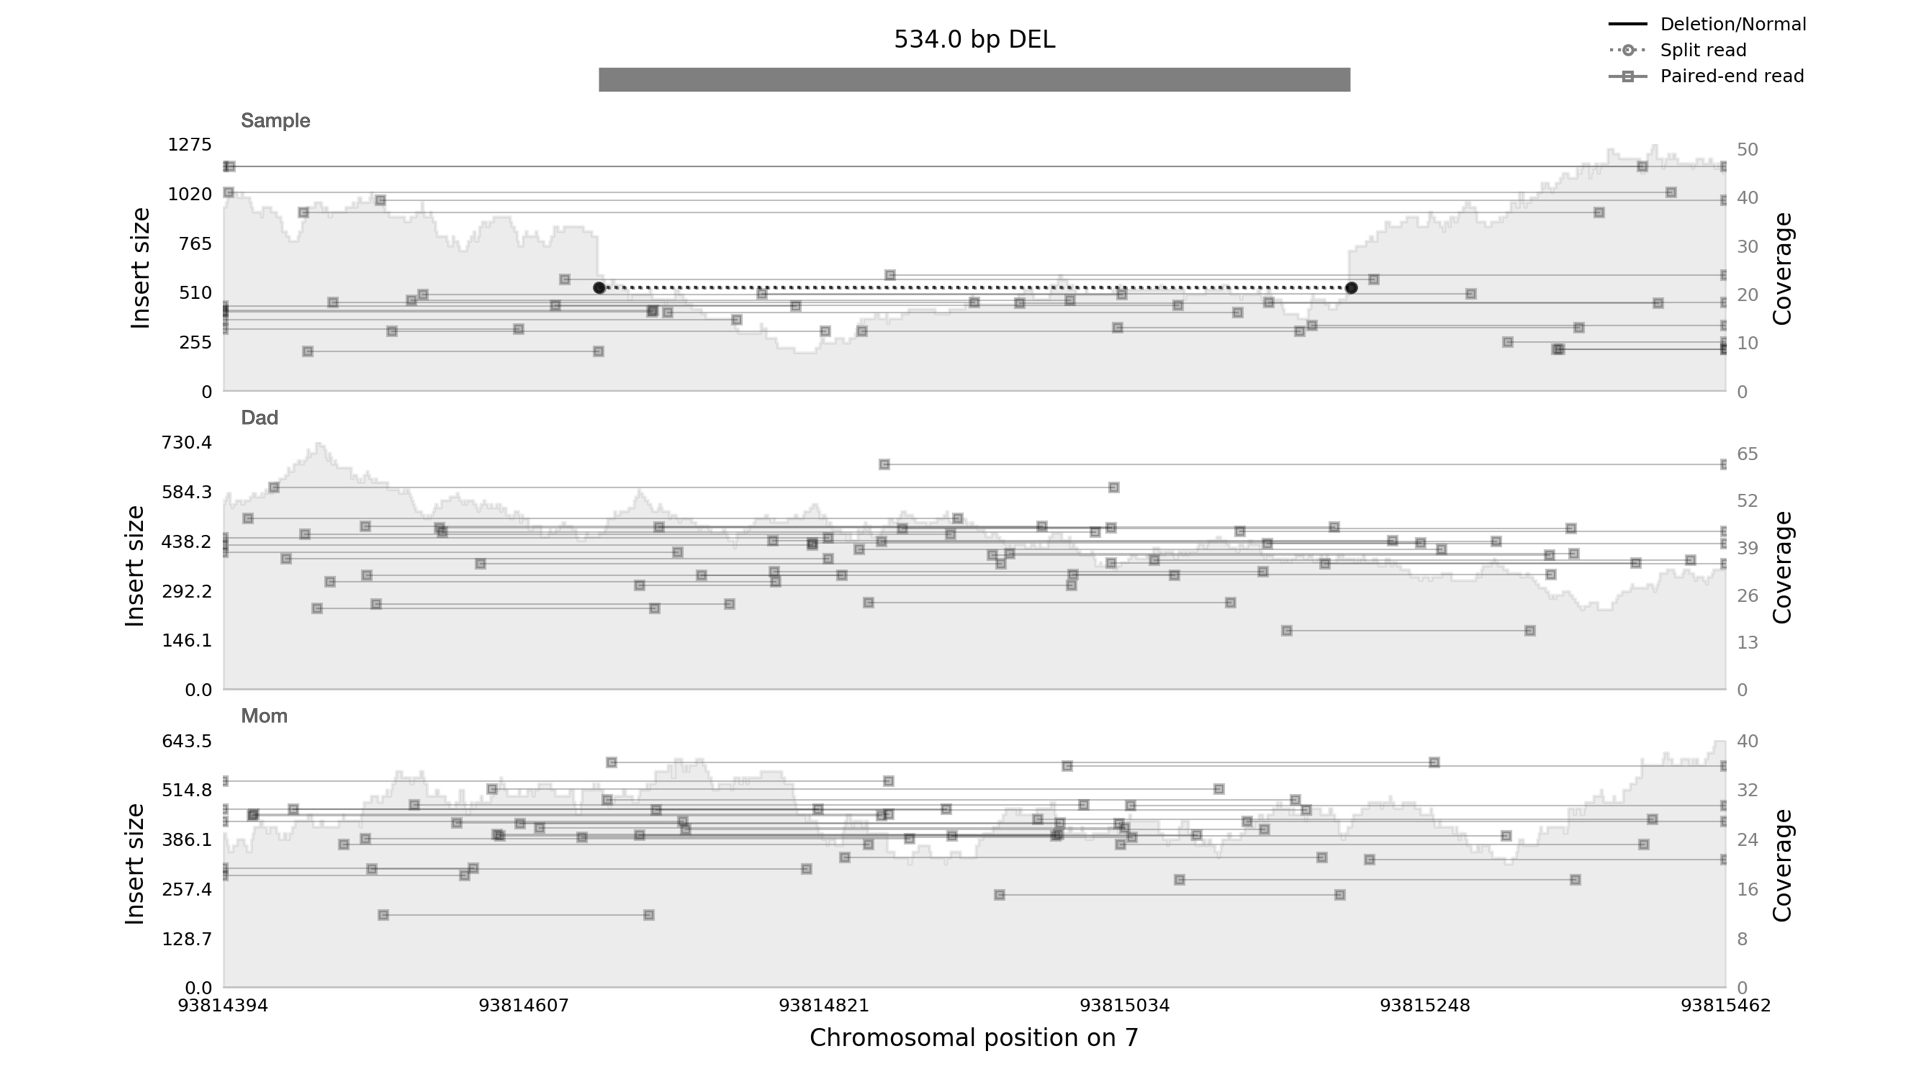 534.0 bp DEL
Deletion/Normal
Split read
Paired-end read
Sample
Insert size
1275
1020
765
510
255
0
Coverage
50
40
30
20
10
0
Dad
Insert size
730.4
584.3
438.2
292.2
146.1
0.0
Coverage
65
52
39
26
13
0
Mom
Insert size
643.5
514.8
386.1
257.4
128.7
0.0
Coverage
40
32
24
16
8
0
93814394 93814607 93814821 93815034 93815248 93815462
Chromosomal position on 7